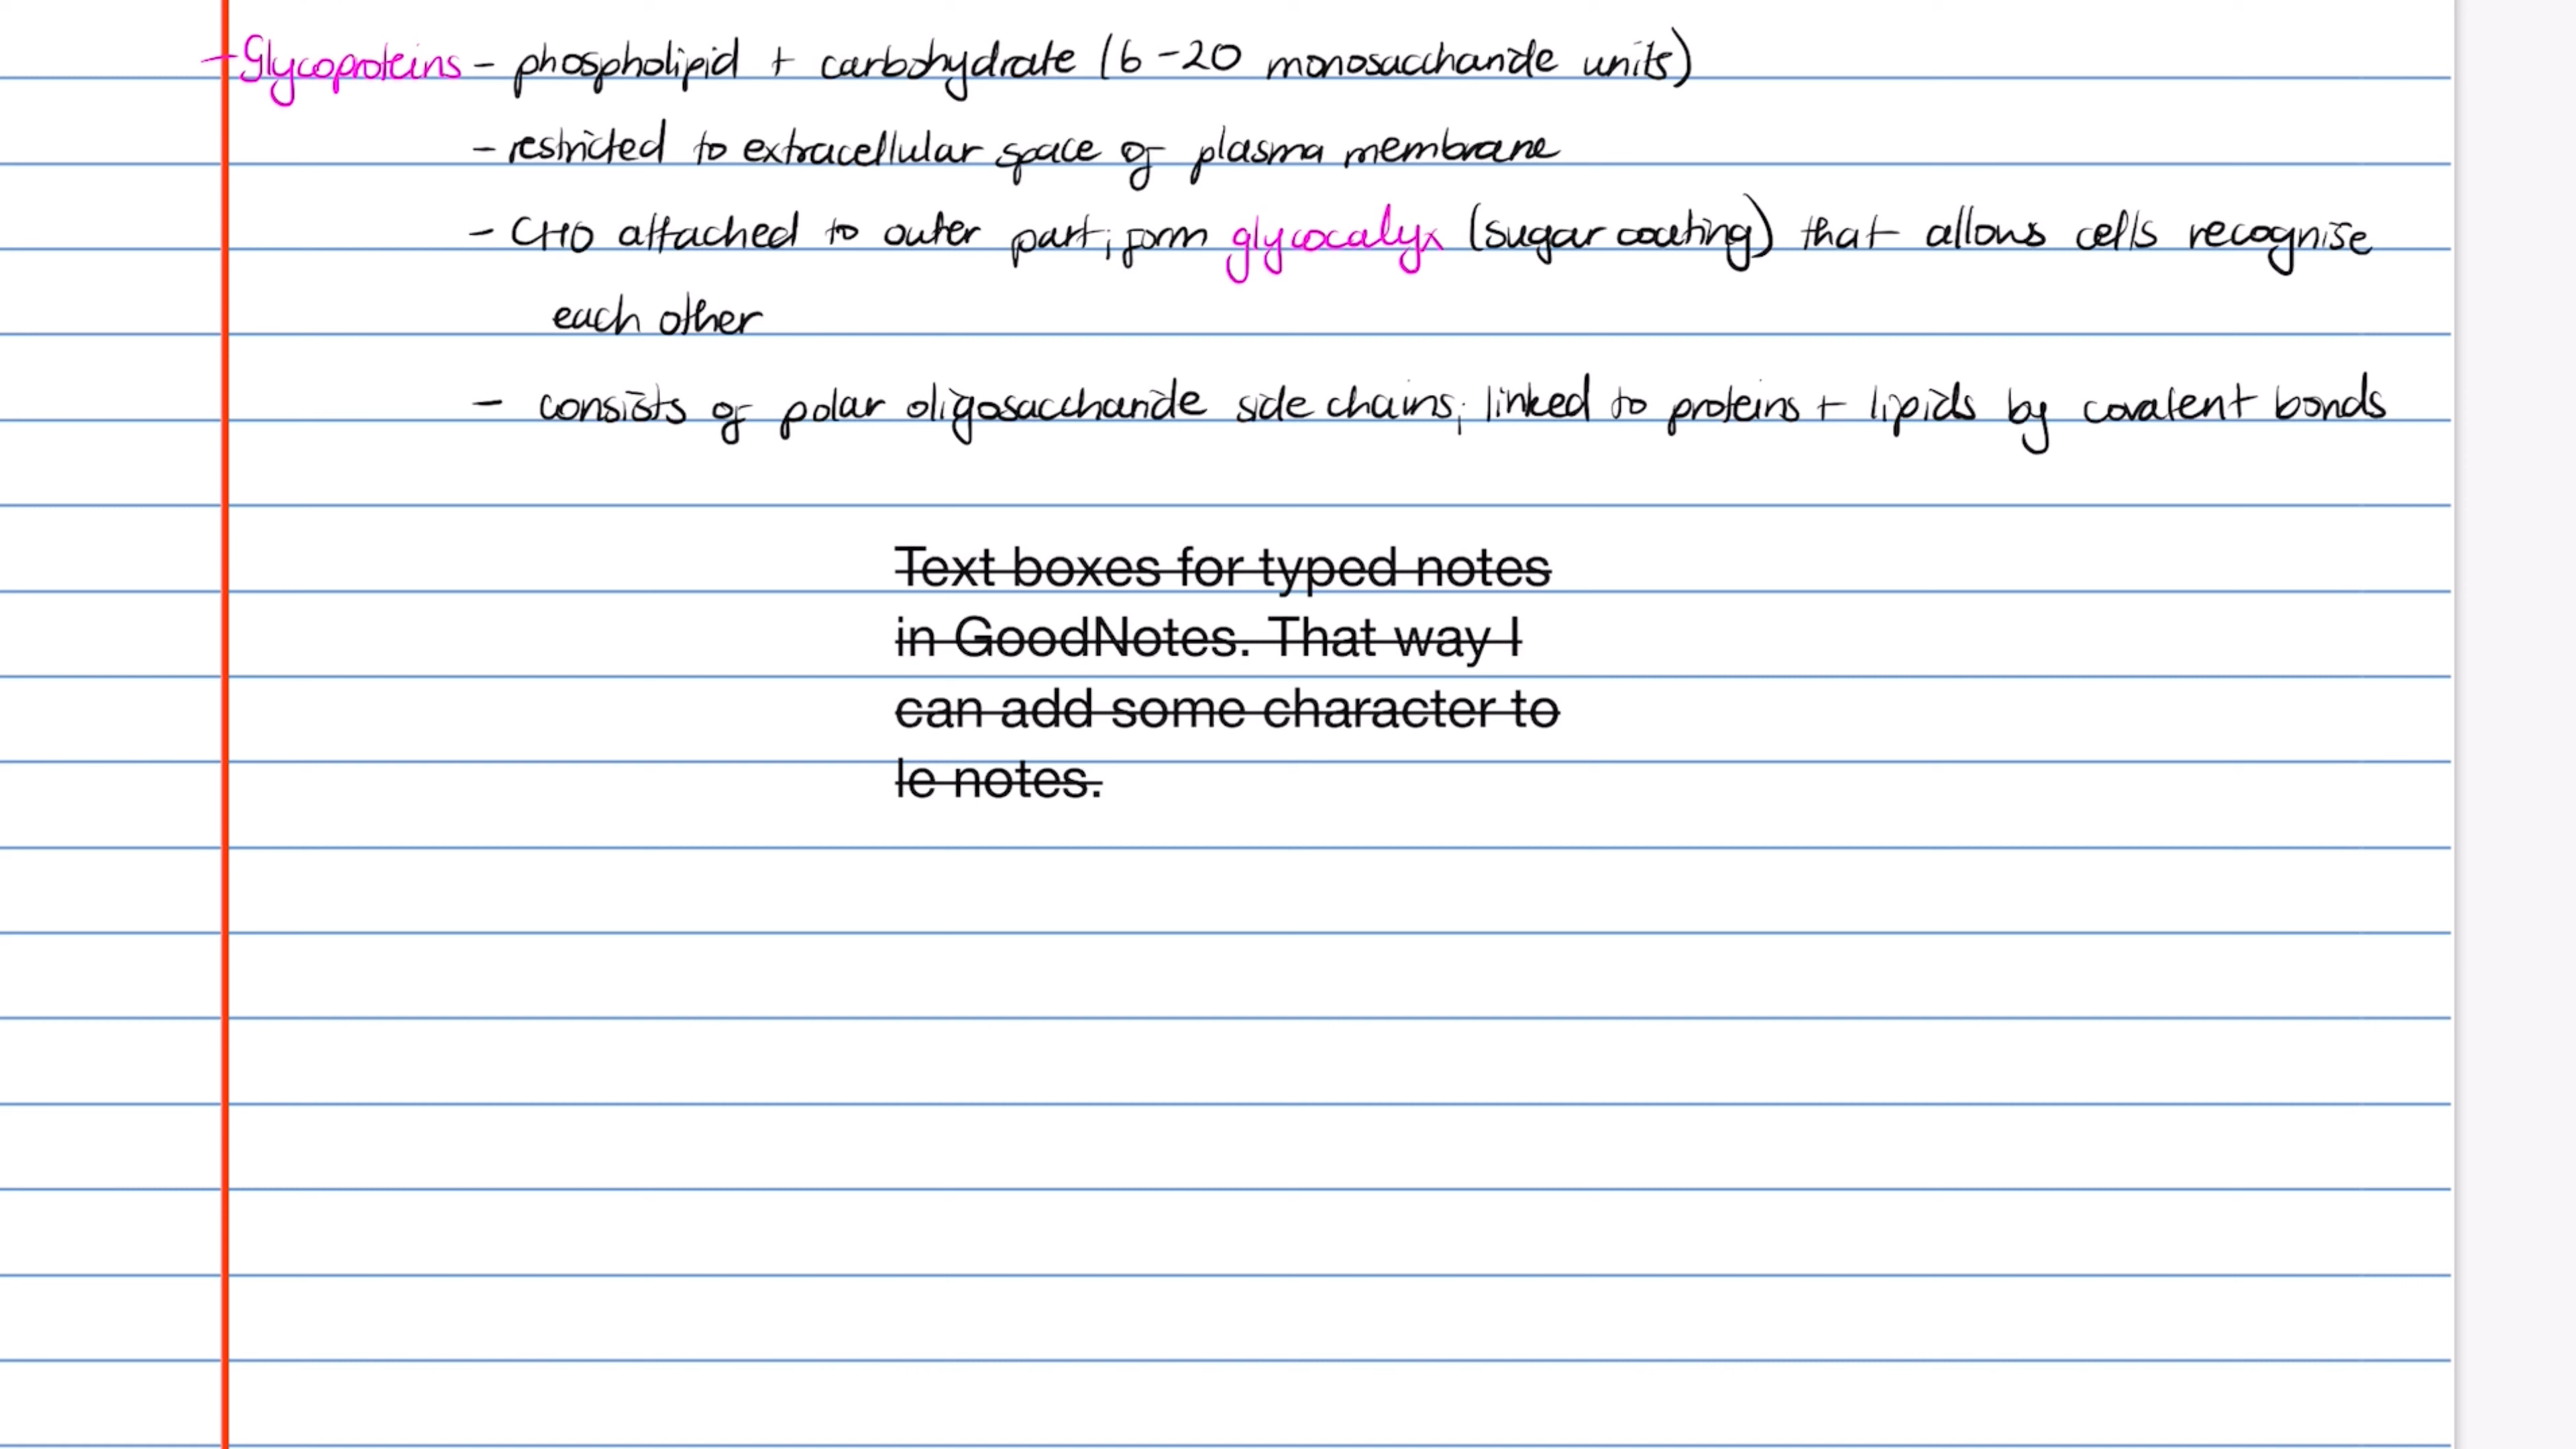 - Glycoproteins - phospholipid + carbohydrate (6-20 monosaccharide units)
- restricted to extracellular space of plasma membrane
- CHO attached to outer part; form glycocalyx (sugar coating) that allows cells recognise
each other
- consists of polar oligosaccharide side chains; linked to proteins + lipids by covalent bonds
Text boxes for typed notes
in GoodNotes. That way I
can add some character to
le notes.